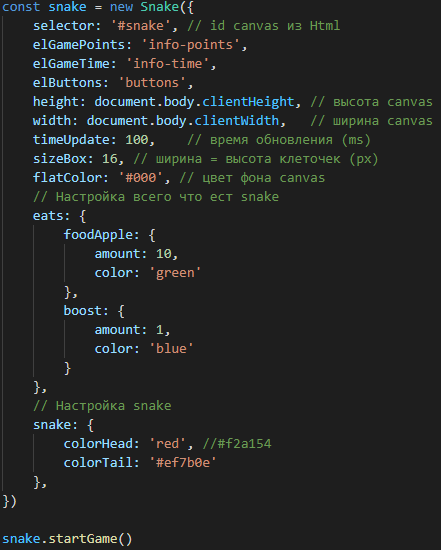 const snake = new Snake({
    selector: '#snake', // id canvas из Html
    elGamePoints: 'info-points',
    elGameTime: 'info-time',
    elButtons: 'buttons',
    height: document.body.clientHeight, // высота canvas
    width: document.body.clientWidth,   // ширина canvas
    timeUpdate: 100,    // время обновления (ms)
    sizeBox: 16, // ширина = высота клеточек (px)
    flatColor: '#000', // цвет фона canvas
    // Настройка всего что ест snake
    eats: {
        foodApple: {
            amount: 10,
            color: 'green'
        },
        boost: {
            amount: 1,
            color: 'blue'
        }
    },
    // Настройка snake
    snake: {
        colorHead: 'red', //#f2a154
        colorTail: '#ef7b0e'
    },
})

snake.startGame()